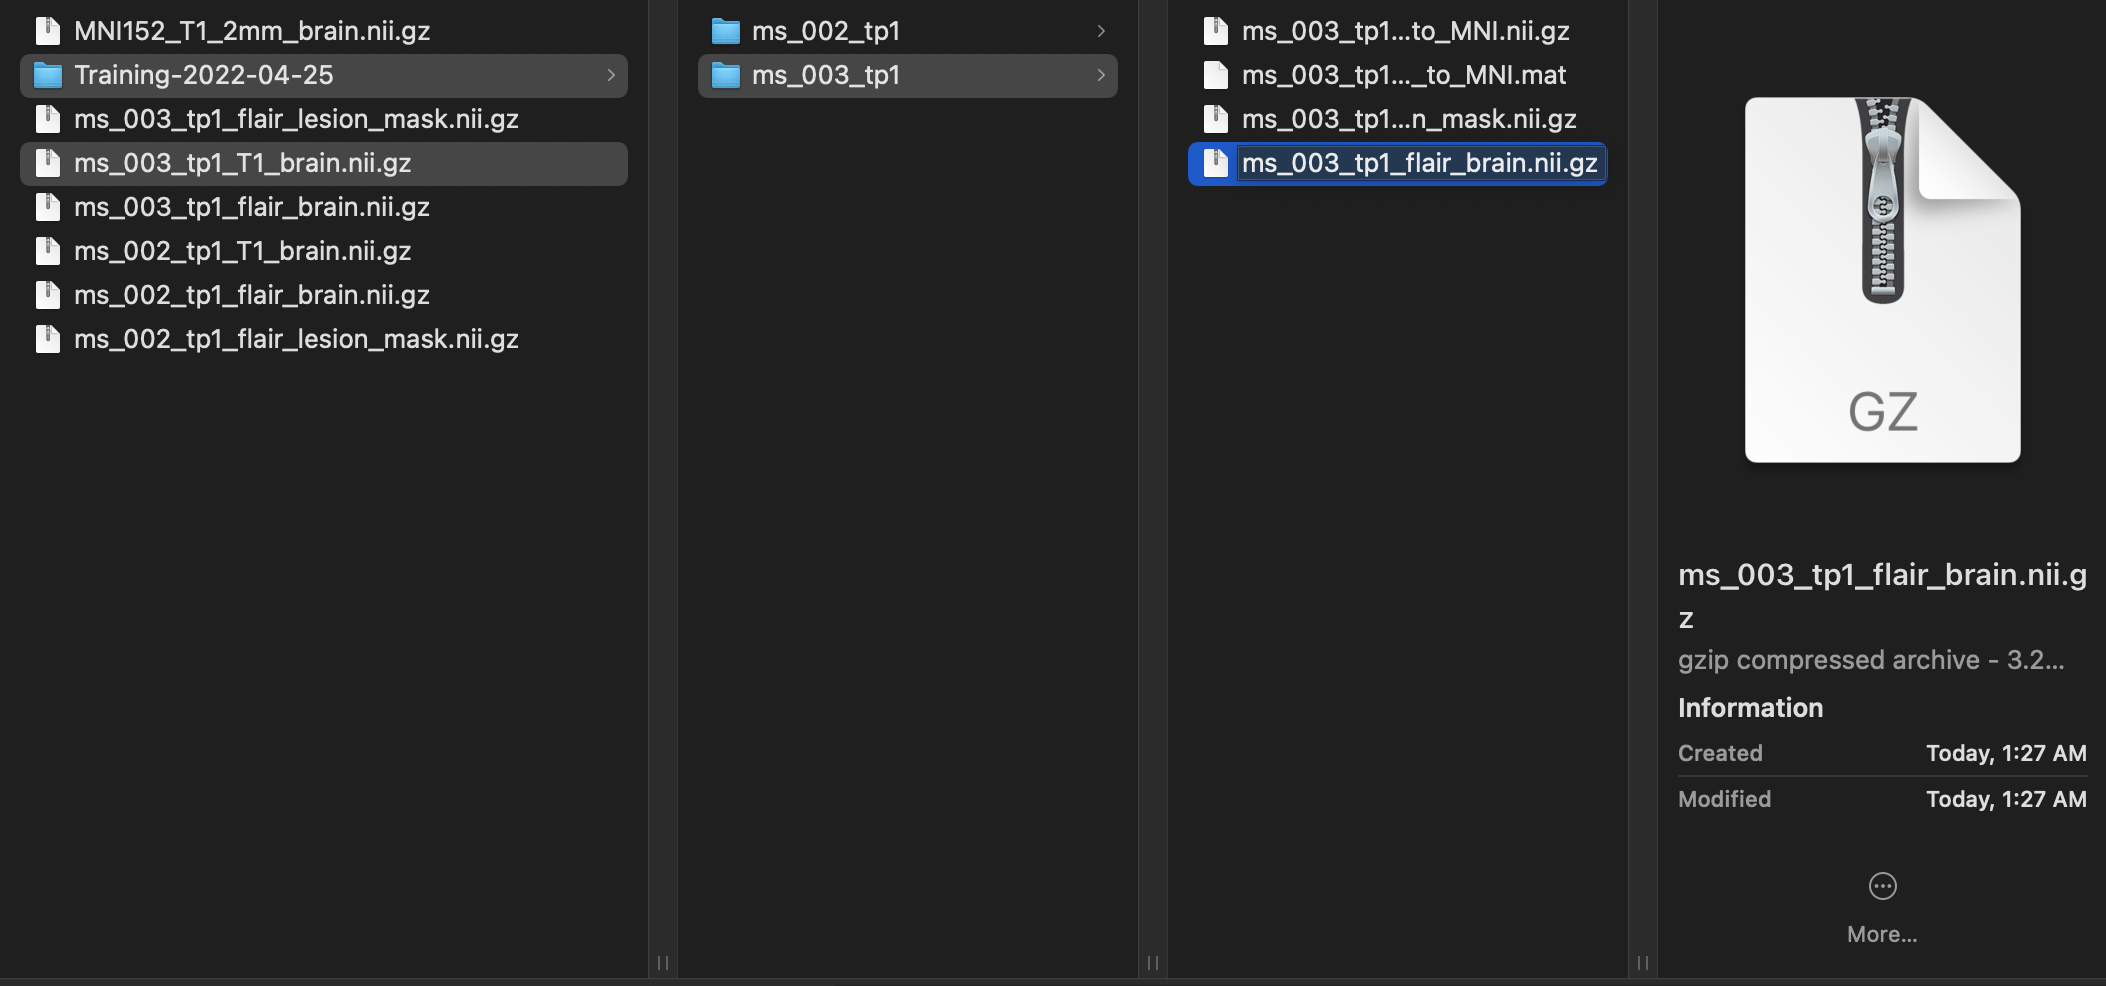 MNI152_T1_2mm_brain.nii.gz
Training-2022-04-25
ms_003_tp1_flair_lesion_mask.nii.gz
ms_003_tp1_T1_brain.nii.gz
ms_003_tp1_flair_brain.nii.gz
ms_002_tp1_T1_brain.nii.gz
ms_002_tp1_flair_brain.nii.gz
ms_002_tp1_flair_lesion_mask.nii.gz
ms_002_tp1
ms_003_tp1
ms_003_tp1...to_MNI.nii.gz
ms_003_tp1..._to_MNI.mat
ms_003_tp1...n_mask.nii.gz
ms_003_tp1_flair_brain.nii.gz
GZ
ms_003_tp1_flair_brain.nii.g
z
gzip compressed archive - 3.2...
Information
Created Today, 1:27 AM
Modified Today, 1:27 AM
More...